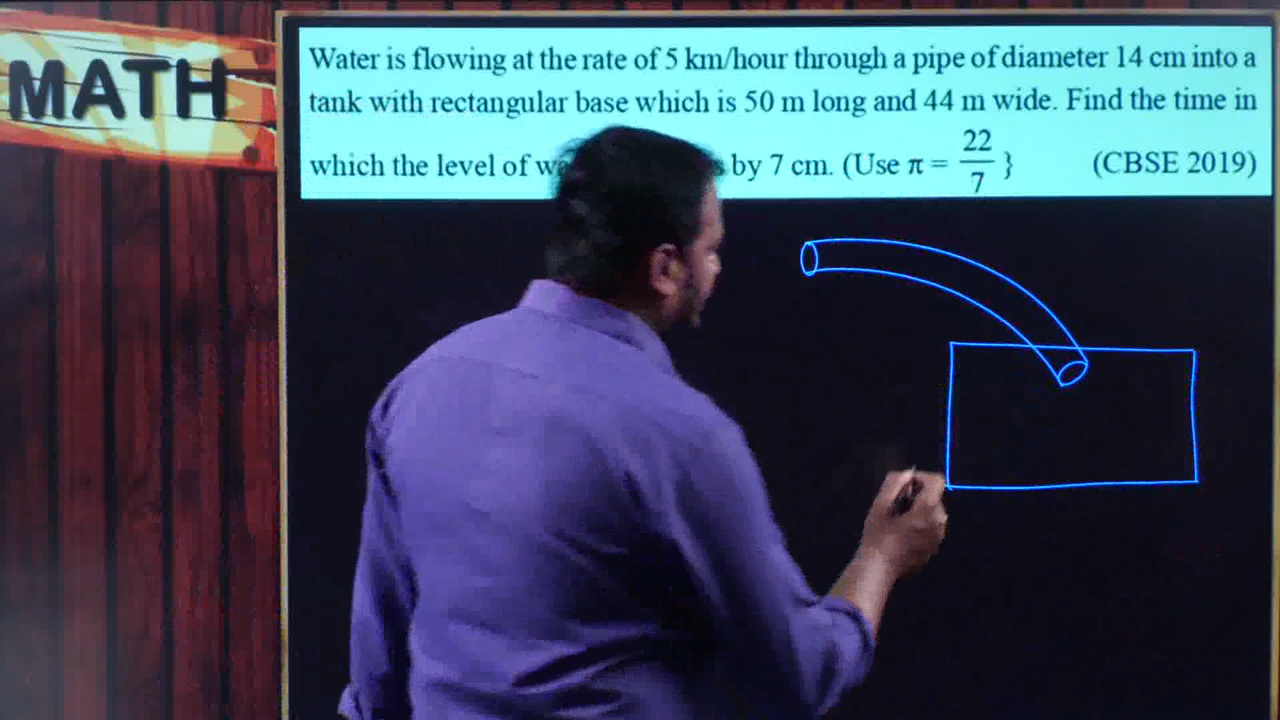 MATH
Water is flowing at the rate of 5 km/hour through a pipe of diameter 14 cm into a
tank with rectangular base which is 50 m long and 44 m wide. Find the time in
which the level of by 7 cm. (Use π = 22/7 } (CBSE 2019)